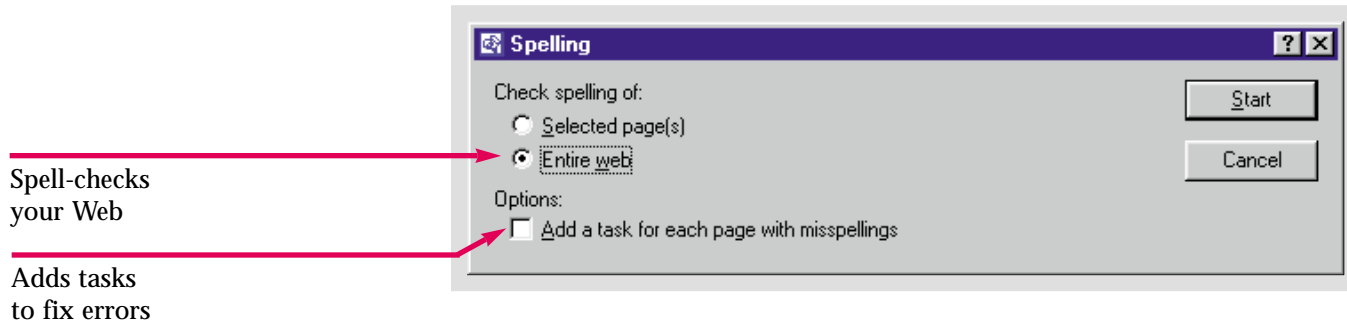 Spelling
Check spelling of:
Selected page(s)
Entire web
Options:
Add a task for each page with misspellings
Start
Cancel
Spell-checks
your Web
Adds tasks
to fix errors